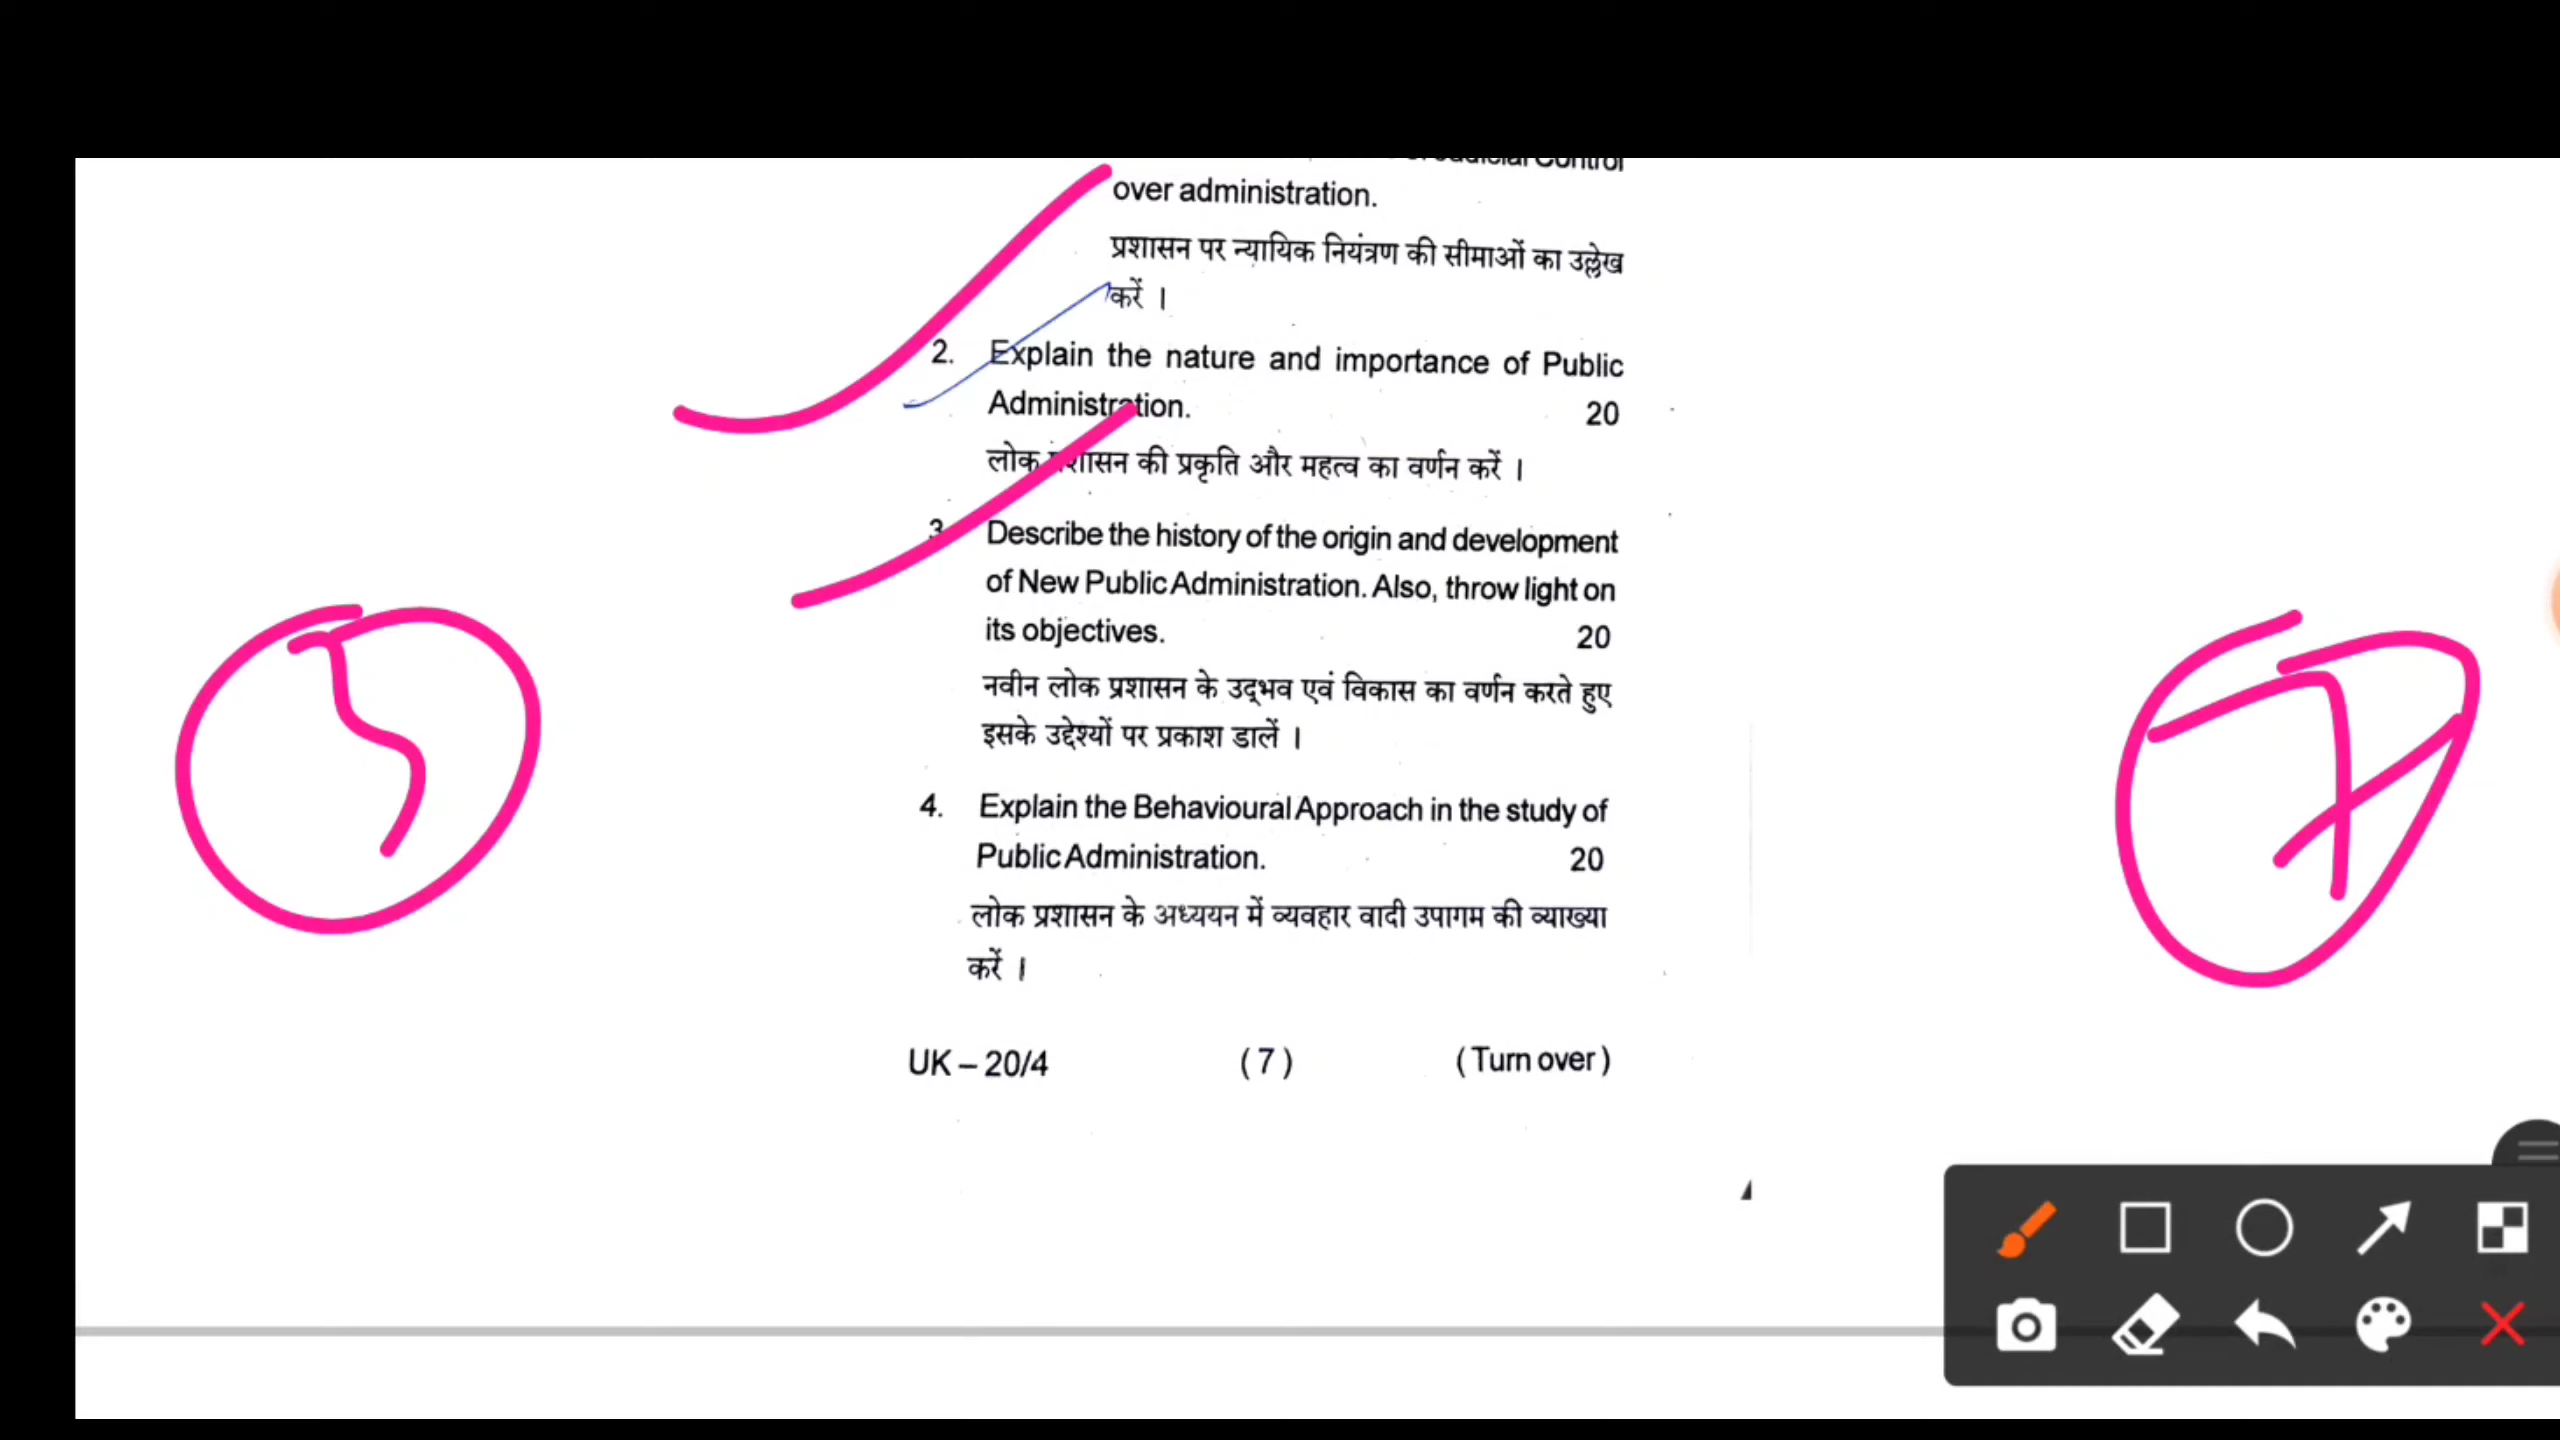 Judicial Control
over administration.
प्रशासन पर न्यायिक नियंत्रण की सीमाओं का उल्लेख
करें ।
2. Explain the nature and importance of Public
Administration. 20
लोक प्रशासन की प्रकृति और महत्व का वर्णन करें ।
3. Describe the history of the origin and development
of New Public Administration. Also, throw light on
its objectives. 20
नवीन लोक प्रशासन के उद्भव एवं विकास का वर्णन करते हुए
इसके उद्देश्यों पर प्रकाश डालें ।
4. Explain the Behavioural Approach in the study of
Public Administration. 20
लोक प्रशासन के अध्ययन में व्यवहार वादी उपागम की व्याख्या
करें ।
UK – 20/4 (7) (Turn over)